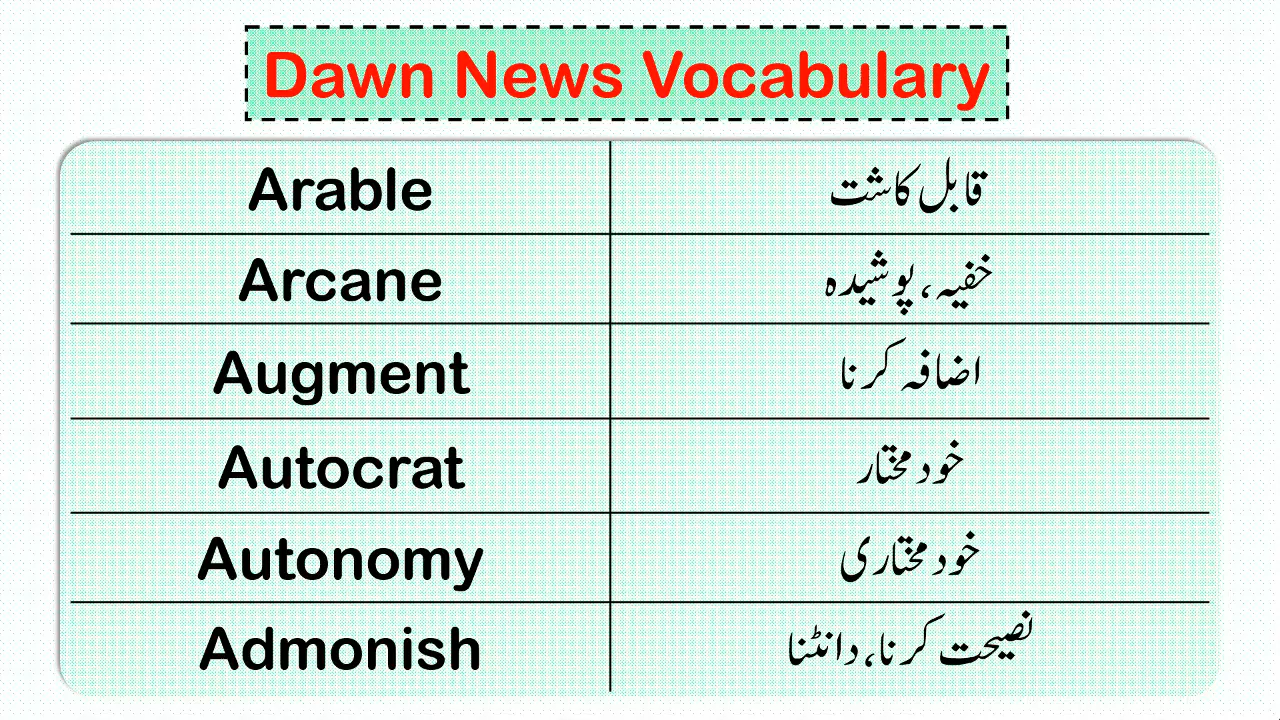 Dawn News Vocabulary
Arable قابل کاشت
Arcane خفیہ، پوشیدہ
Augment اضافہ کرنا
Autocrat خود مختار
Autonomy خود مختاری
Admonish نصیحت کرنا، دانٹنا